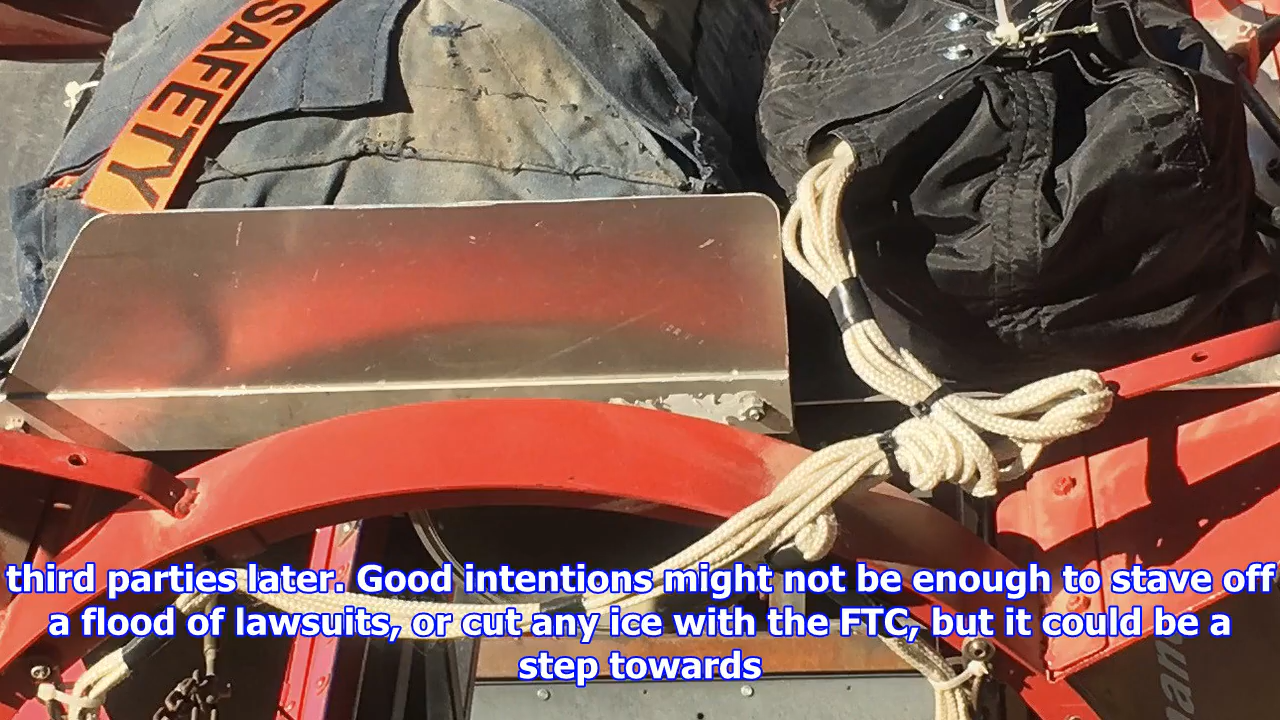 SAFETY
third parties later. Good intentions might not be enough to stave off
a flood of lawsuits, or cut any ice with the FTC, but it could be a
step towards